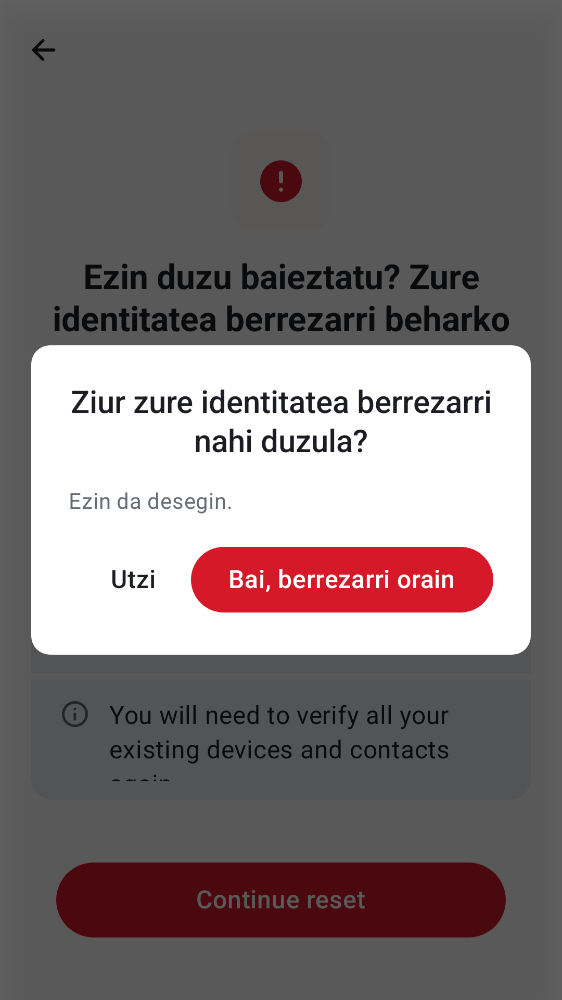 Ezin duzu baieztatu? Zure
identitatea berrezarri beharko
Ziur zure identitatea berrezarri
nahi duzula?
Ezin da desegin.
Utzi
Bai, berrezarri orain
You will need to verify all your
existing devices and contacts
again
Continue reset